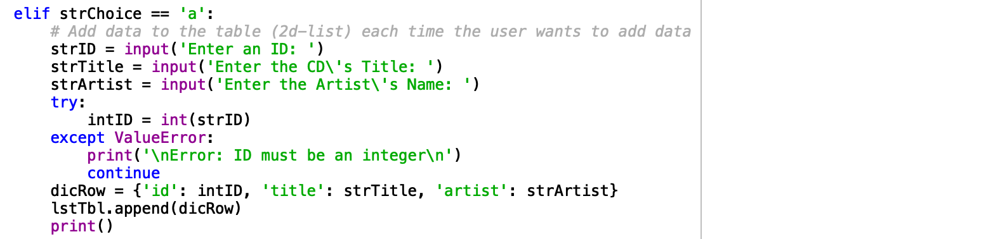 elif strChoice == 'a':
    # Add data to the table (2d-list) each time the user wants to add data
    strID = input('Enter an ID: ')
    strTitle = input('Enter the CD\'s Title: ')
    strArtist = input('Enter the Artist\'s Name: ')
    try:
        intID = int(strID)
    except ValueError:
        print('\nError: ID must be an integer\n')
        continue
    dicRow = {'id': intID, 'title': strTitle, 'artist': strArtist}
    lstTbl.append(dicRow)
    print()